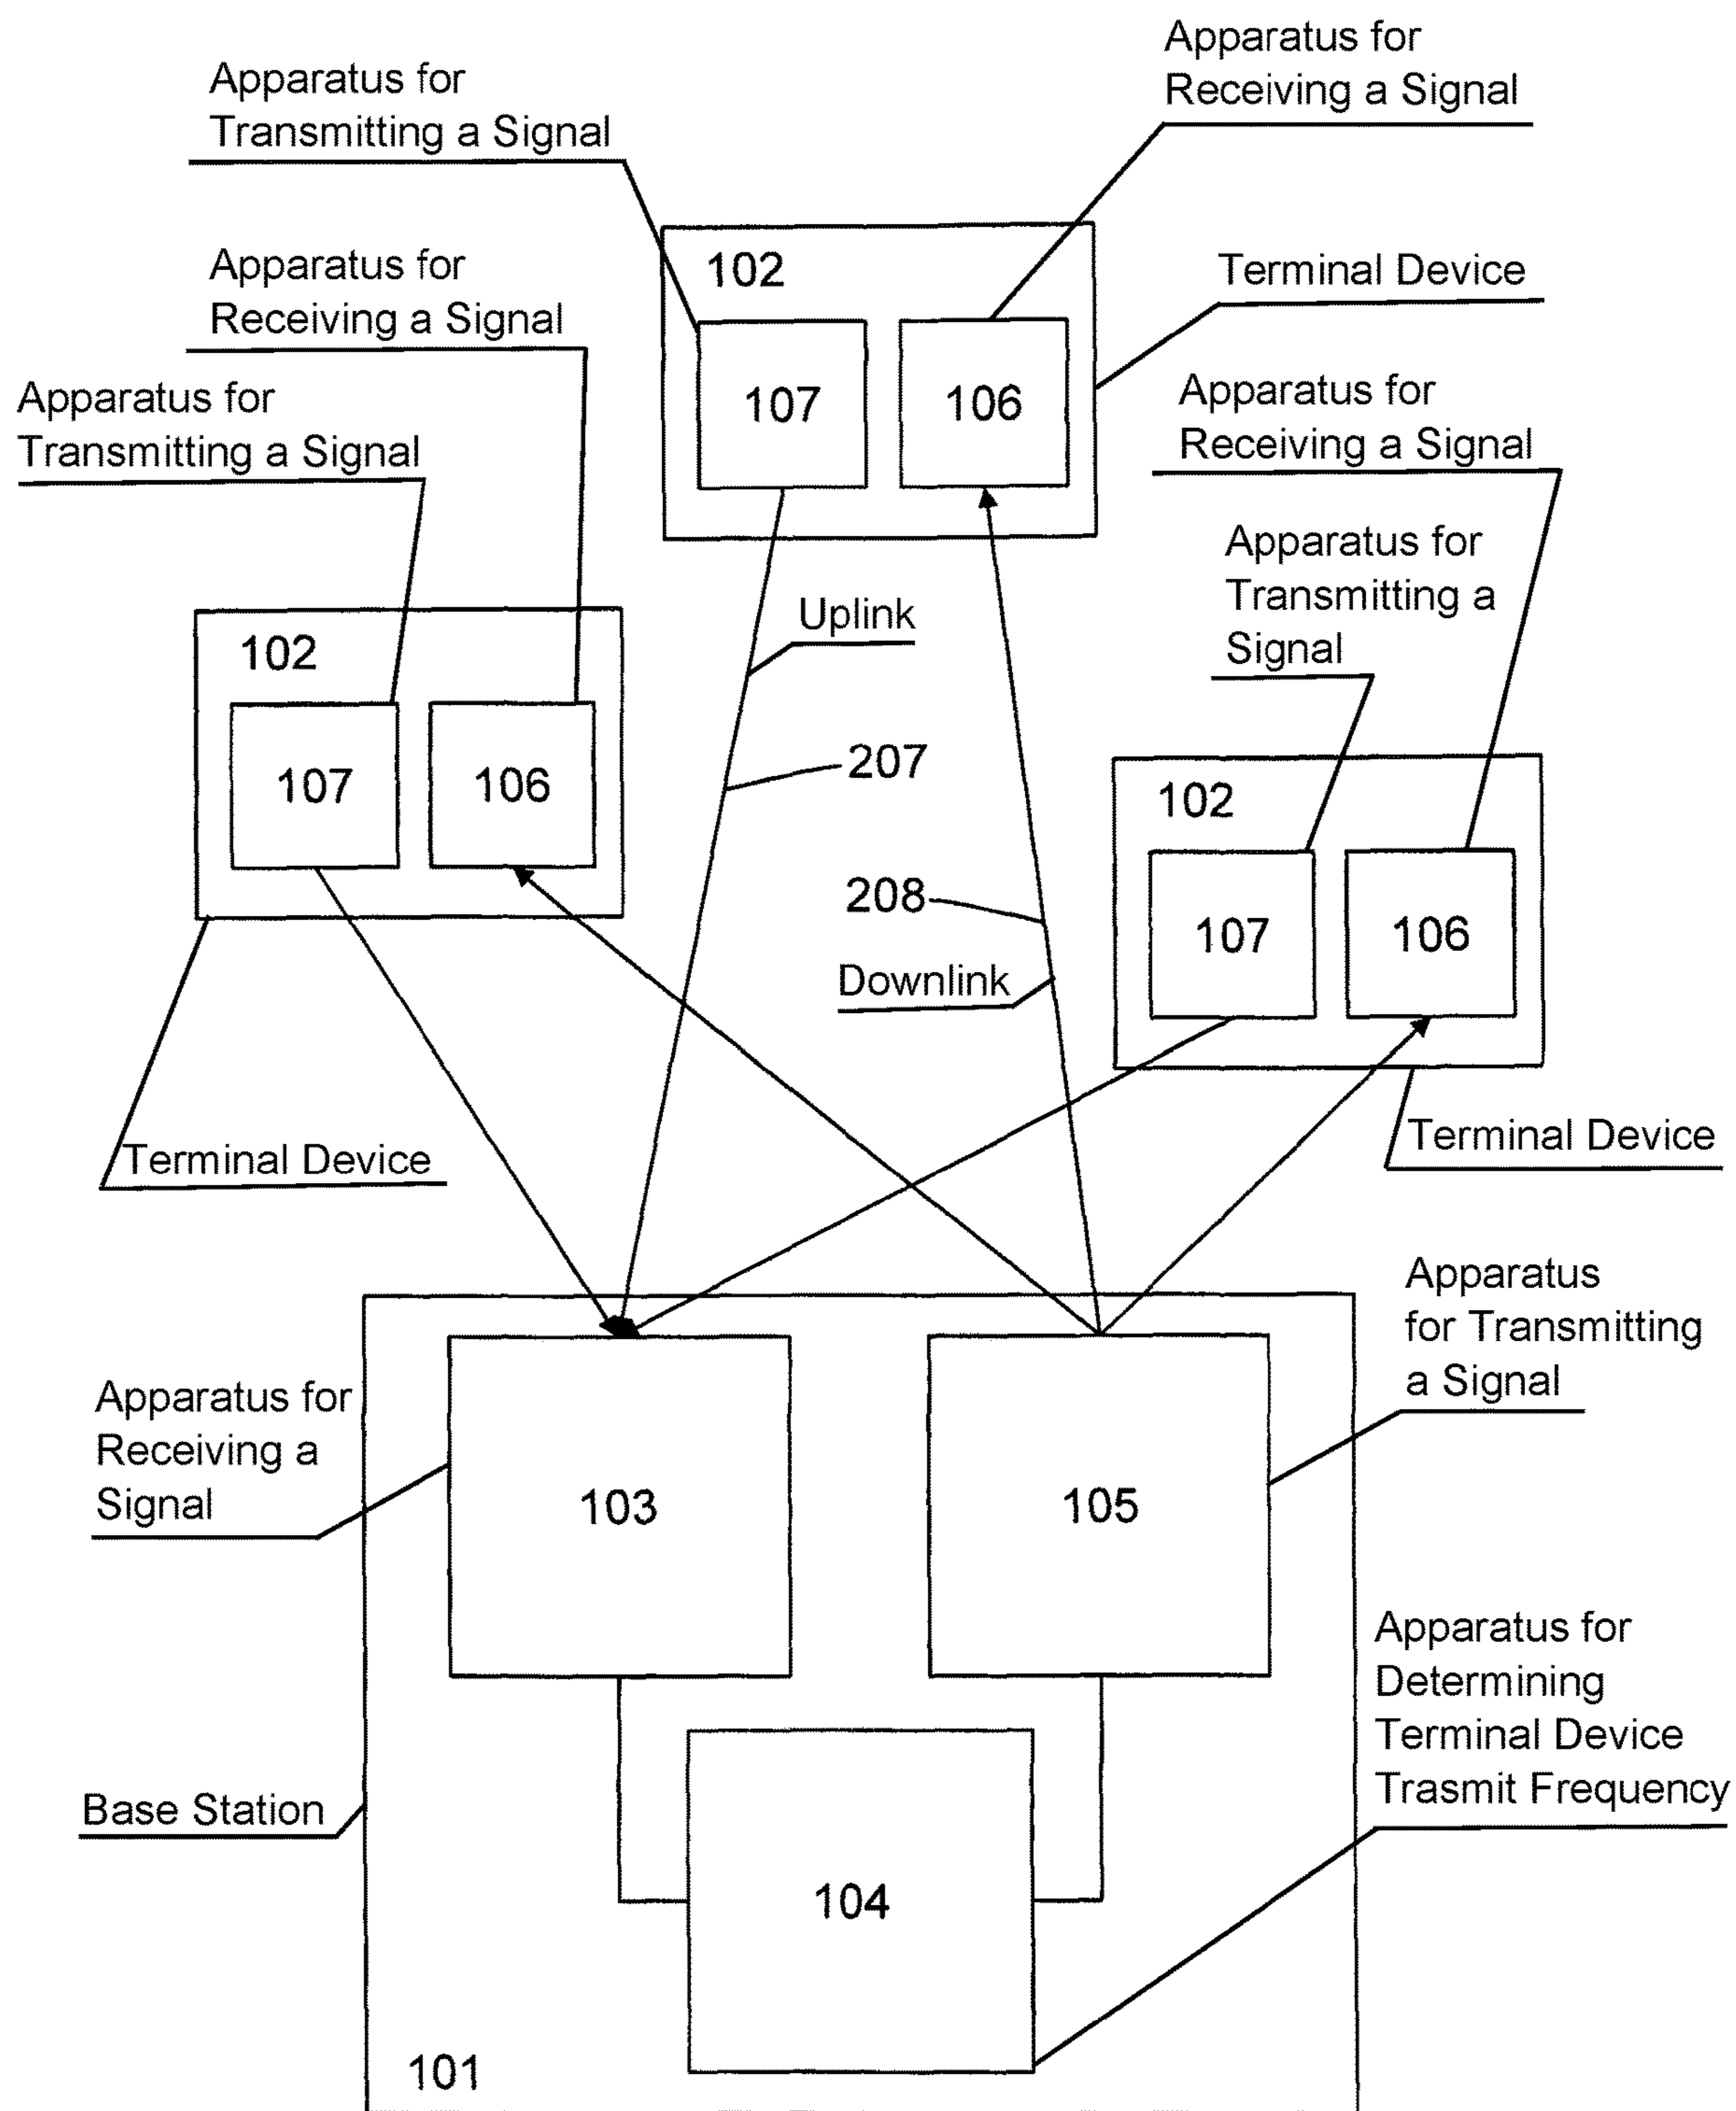 Apparatus for
Receiving a Signal
Apparatus for
Transmitting a Signal
102
Terminal Device
107
106
Apparatus for
Receiving a Signal
Apparatus for
Transmitting a Signal
Apparatus for
Receiving a Signal
Apparatus for
Transmitting a
Signal
Uplink
102
107
106
207
102
107
106
208
Downlink
Terminal Device
Terminal Device
Apparatus
for Transmitting
a Signal
Apparatus for
Receiving a
Signal
103
105
Apparatus for
Determining
Terminal Device
Trasmit Frequency
Base Station
104
101